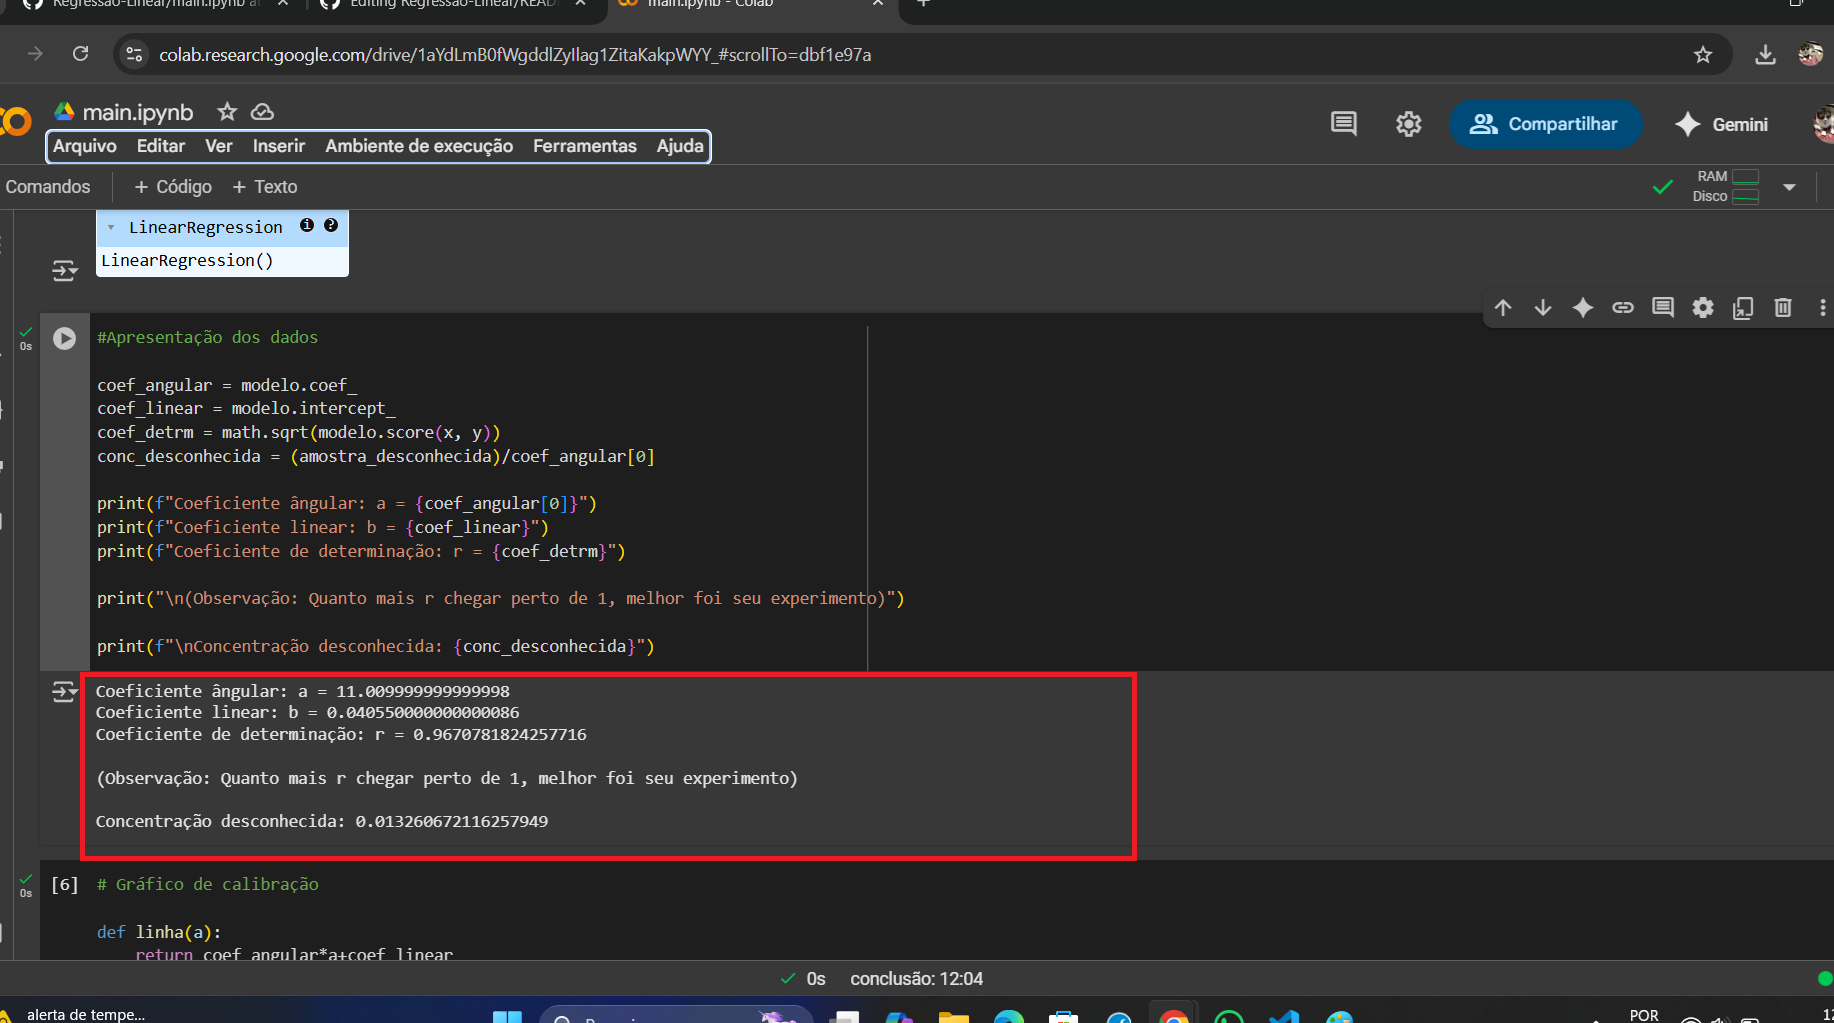 Regressão-Linear/main.ipynb at
Editing Regressão-Linear/READ
main.ipynb - Colab
colab.research.google.com/drive/1aYdLmB0fWgddlZyIlag1ZitaKakpWYY_#scrollTo=dbf1e97a
main.ipynb
Compartilhar
Gemini
Arquivo Editar Ver Inserir Ambiente de execução Ferramentas Ajuda
Comandos + Código + Texto
RAM
Disco
LinearRegression
LinearRegression()
0s
#Apresentação dos dados
coef_angular = modelo.coef_
coef_linear = modelo.intercept_
coef_detrm = math.sqrt(modelo.score(x, y))
conc_desconhecida = (amostra_desconhecida)/coef_angular[0]
print(f"Coeficiente ângular: a = {coef_angular[0]}")
print(f"Coeficiente linear: b = {coef_linear}")
print(f"Coeficiente de determinação: r = {coef_detrm}")
print("\n(Observação: Quanto mais r chegar perto de 1, melhor foi seu experimento)")
print(f"\nConcentração desconhecida: {conc_desconhecida}")
Coeficiente ângular: a = 11.009999999999998
Coeficiente linear: b = 0.040550000000000086
Coeficiente de determinação: r = 0.9670781824257716
(Observação: Quanto mais r chegar perto de 1, melhor foi seu experimento)
Concentração desconhecida: 0.013260672116257949
0s
[6] # Gráfico de calibração
def linha(a):
return coef_angular*a+coef_linear
0s conclusão: 12:04
alerta de tempe...
POR